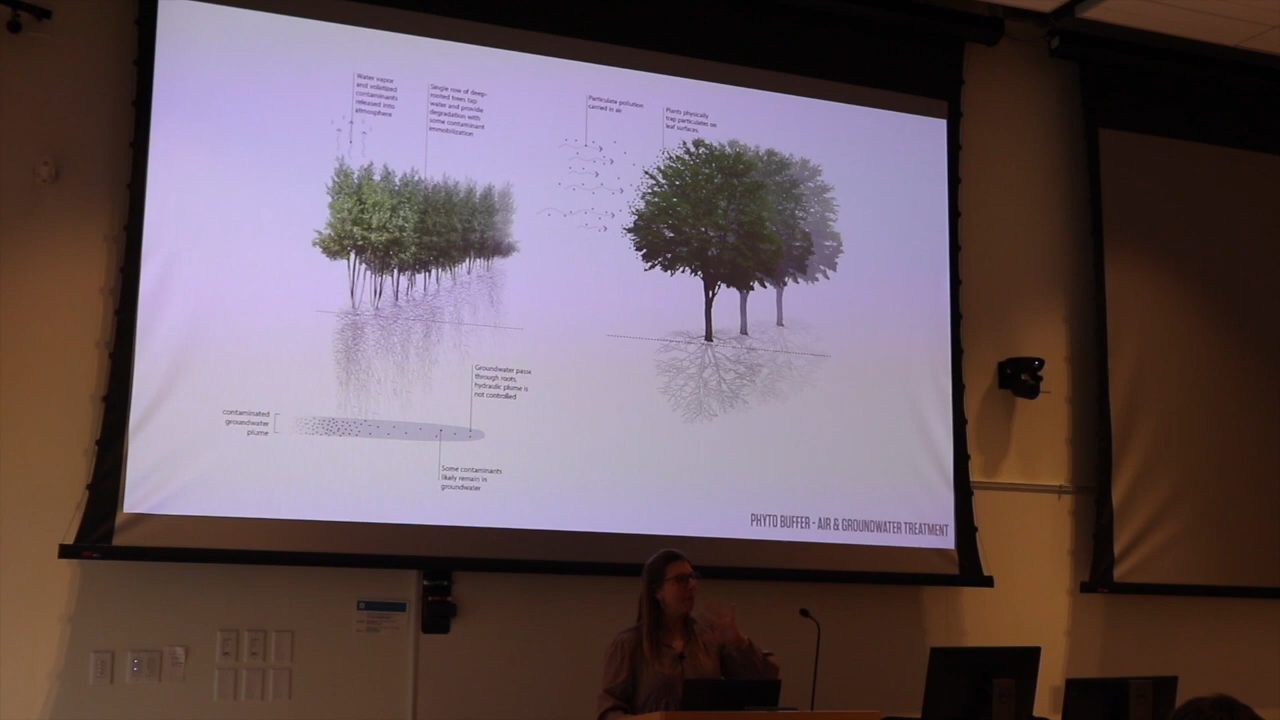 Water vapor
and volatilized
contaminants
released into
atmosphere
Single row of deep-
rooted trees tap
water and provide
degradation with
some contaminant
immobilization
Particulate pollution
carried in air
Plants physically
trap particulates on
leaf surfaces
contaminated
groundwater
plume
Groundwater pass
through roots,
hydraulic plume is
not controlled
Some contaminants
likely remain in
groundwater
PHYTO BUFFER - AIR & GROUNDWATER TREATMENT